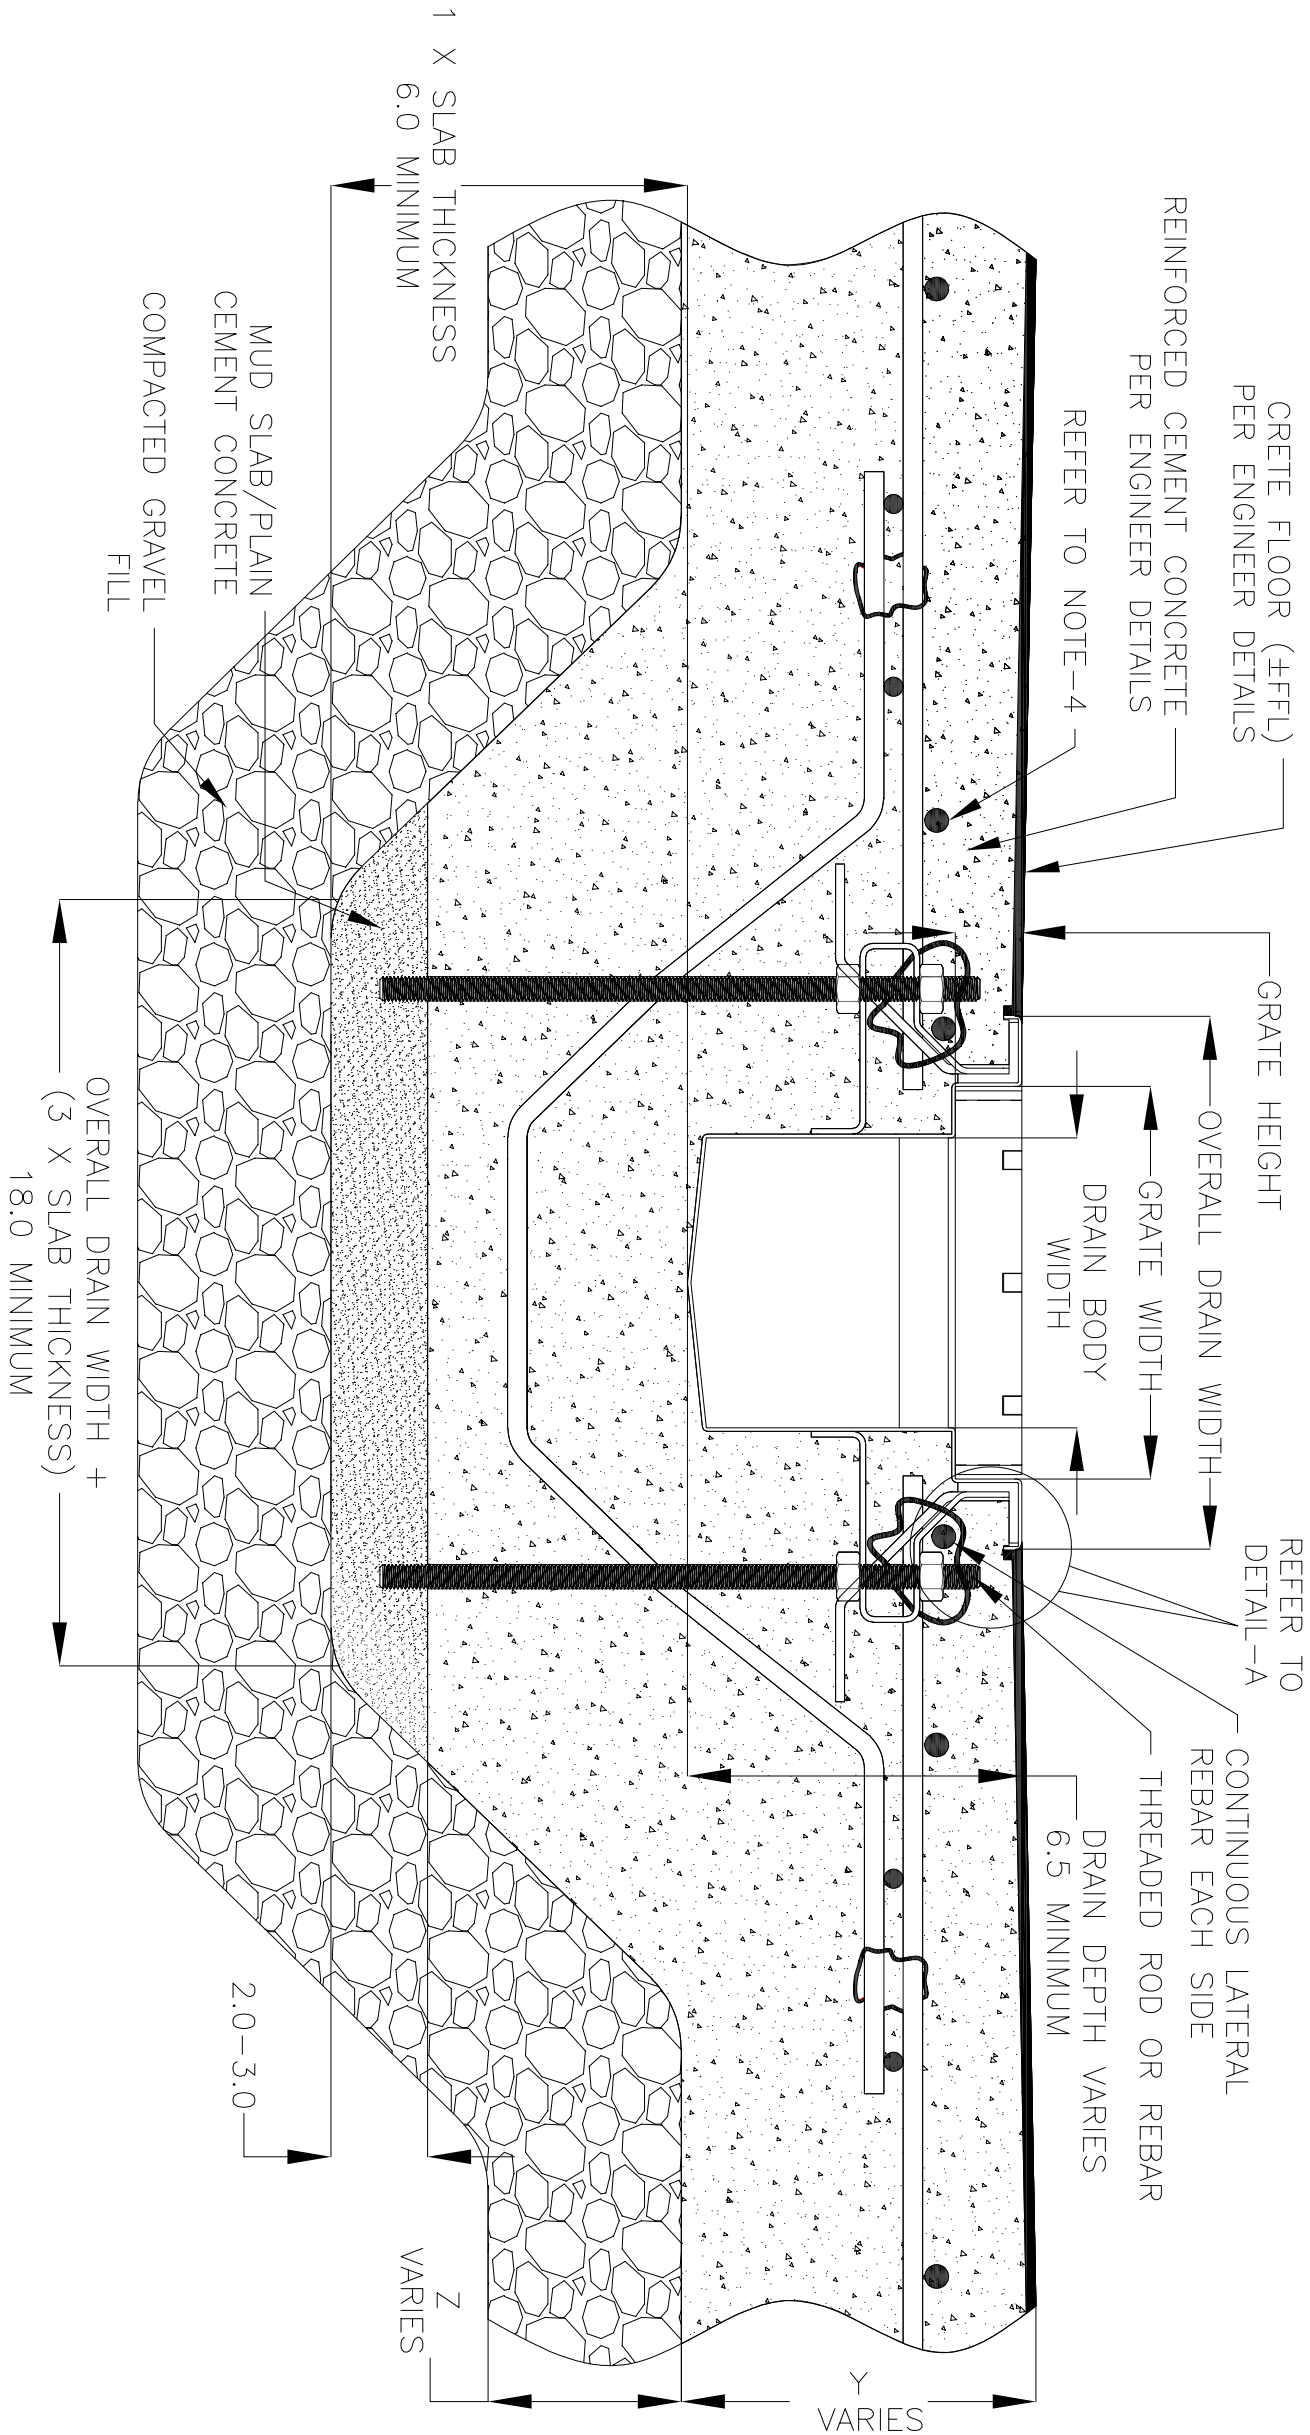 CRETE FLOOR (±FFL)
PER ENGINEER DETAILS
REINFORCED CEMENT CONCRETE
PER ENGINEER DETAILS
REFER TO NOTE-4
GRATE HEIGHT
OVERALL DRAIN WIDTH
GRATE WIDTH
DRAIN BODY
WIDTH
REFER TO
DETAIL-A
CONTINUOUS LATERAL
REBAR EACH SIDE
THREADED ROD OR REBAR
DRAIN DEPTH VARIES
6.5 MINIMUM
Y
VARIES
1 X SLAB THICKNESS
6.0 MINIMUM
MUD SLAB/PLAIN
CEMENT CONCRETE
COMPACTED GRAVEL
FILL
OVERALL DRAIN WIDTH +
(3 X SLAB THICKNESS)
18.0 MINIMUM
2.0-3.0
Z
VARIES